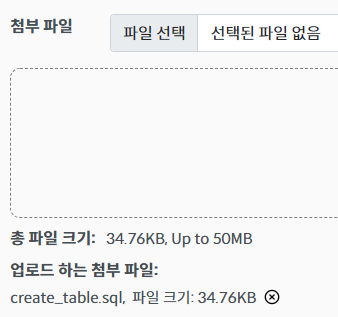 첨부 파일
파일 선택 선택된 파일 없음
총 파일 크기: 34.76KB, Up to 50MB
업로드 하는 첨부 파일:
create_table.sql, 파일 크기: 34.76KB